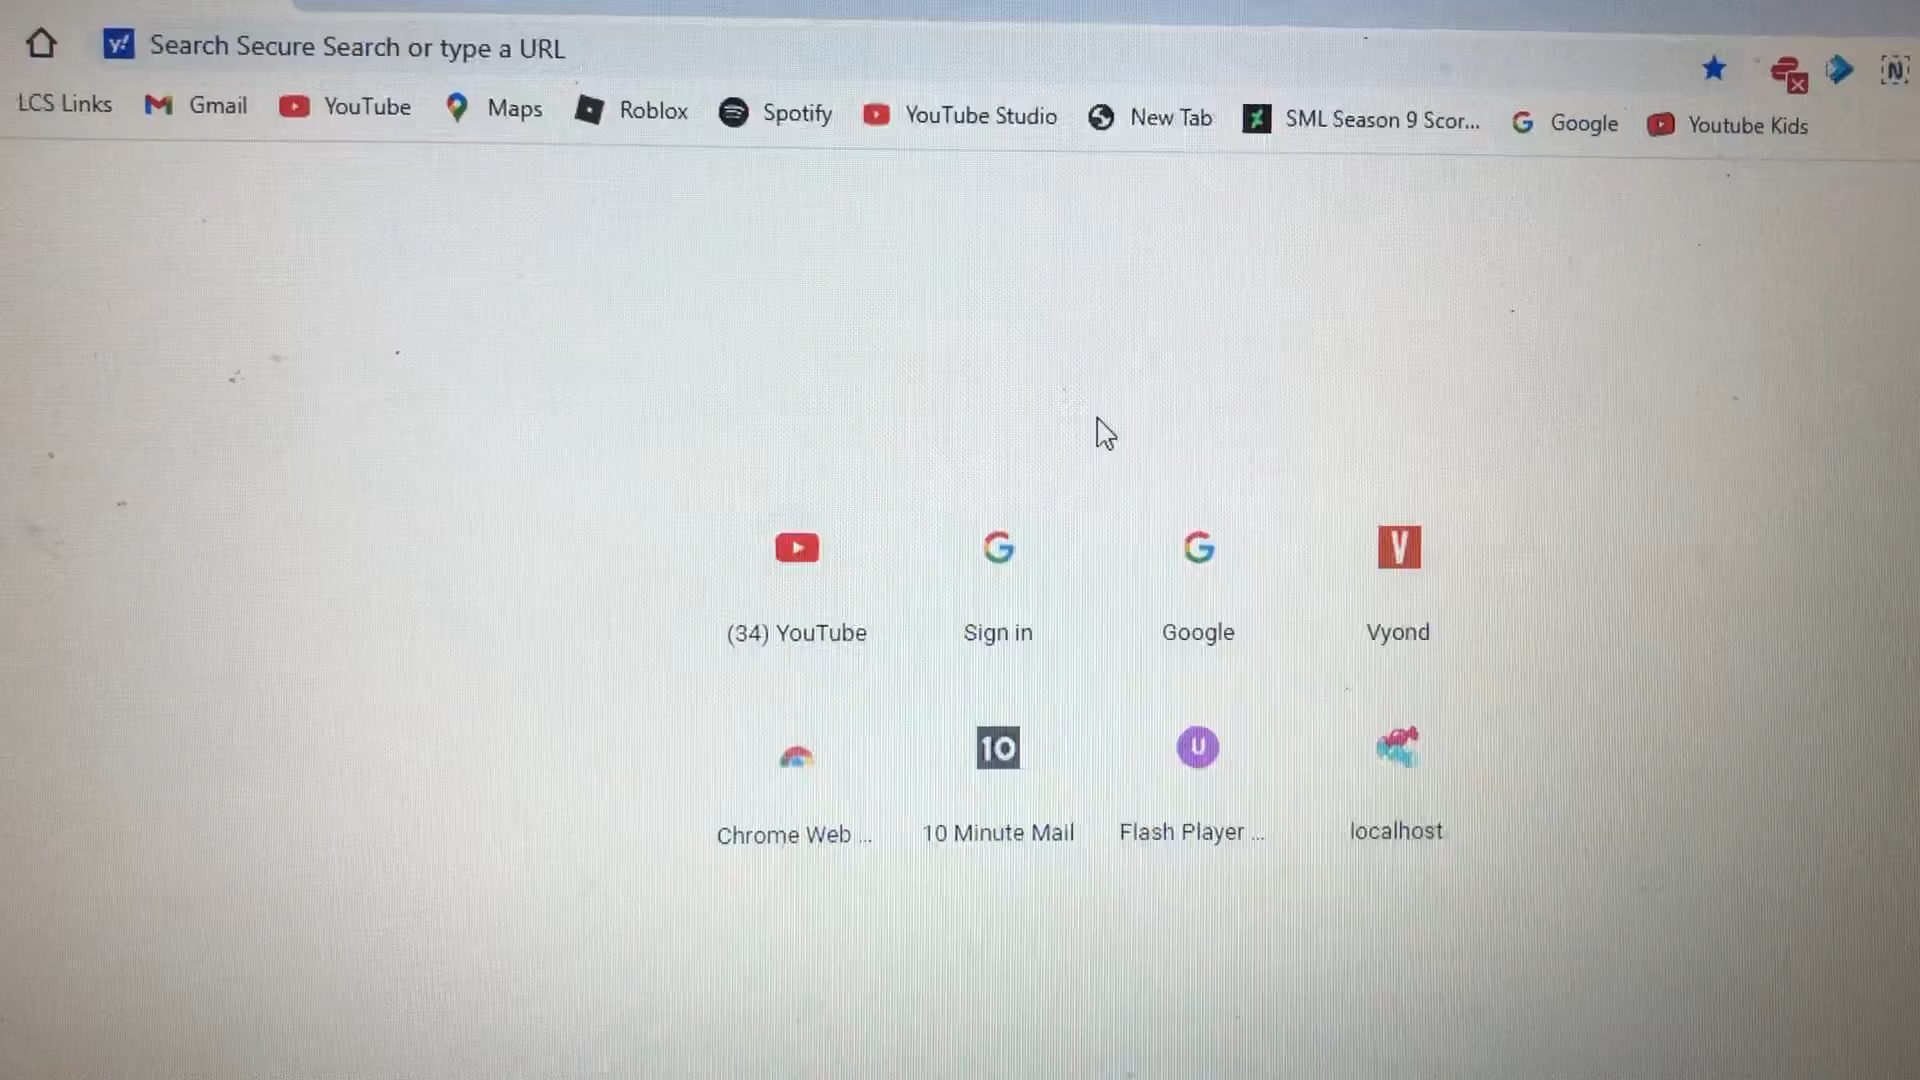 y! Search Secure Search or type a URL
N
LCS Links Gmail YouTube Maps Roblox Spotify YouTube Studio New Tab SML Season 9 Scor... Google Youtube Kids
G G V
(34) YouTube Sign in Google Vyond
10 U
Chrome Web ... 10 Minute Mail Flash Player ... localhost